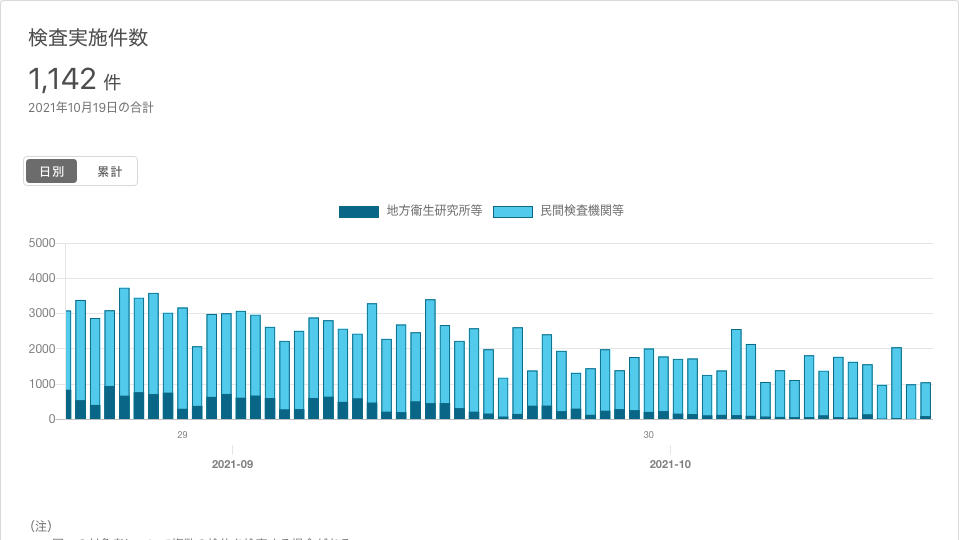 検査実施件数
1,142 件
2021年10月19日の合計
日別 累計
地方衛生研究所等 民間検査機関等
5000
4000
3000
2000
1000
0
29 30
2021-09 2021-10
（注）